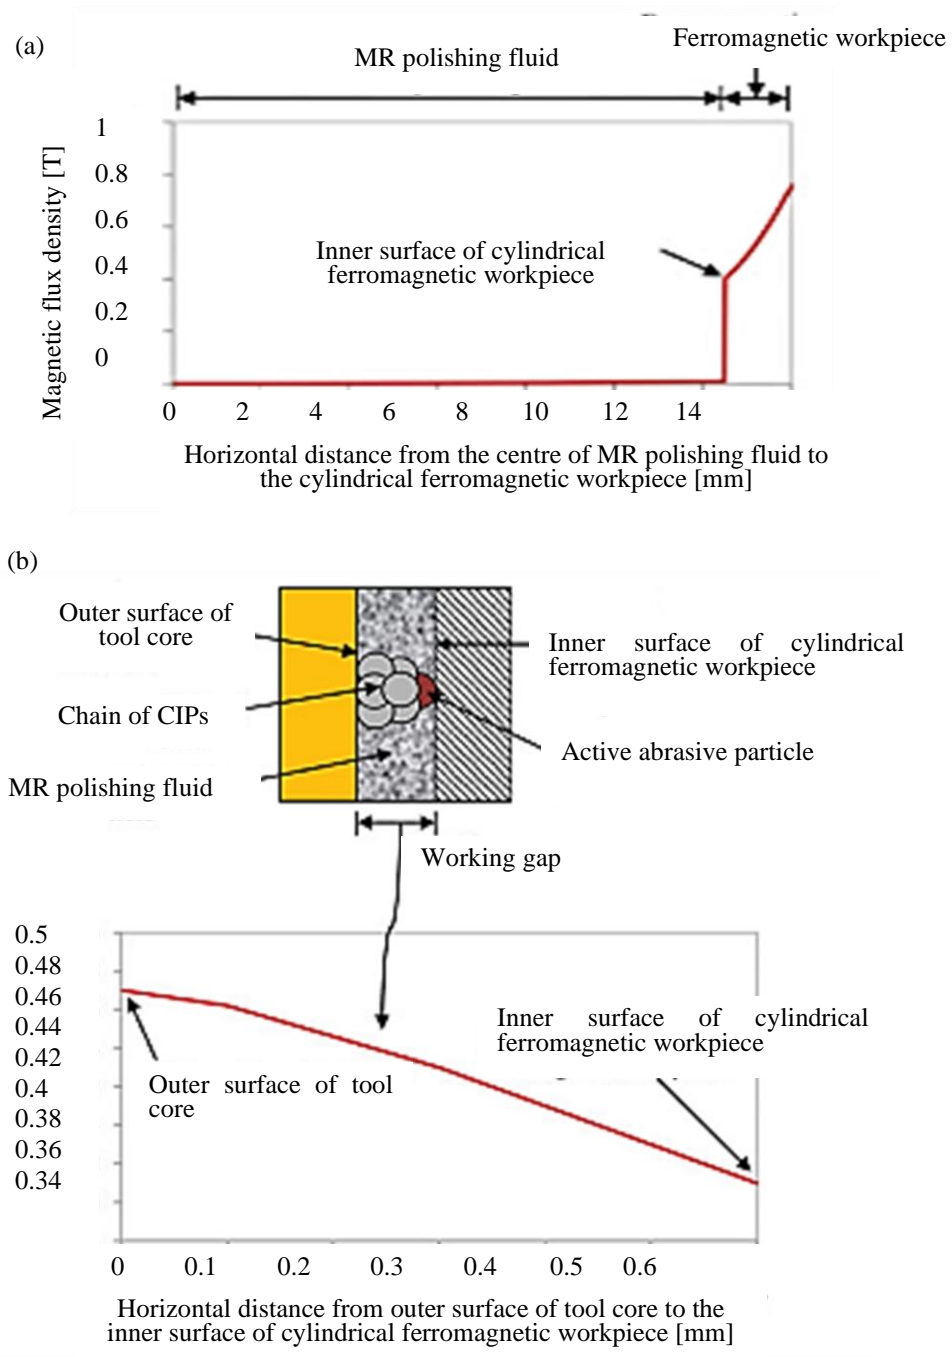 (a)
Ferromagnetic workpiece
MR polishing fluid
1
0.8
0.6
0.4
0.2
0
Magnetic flux density [T]
Inner surface of cylindrical
ferromagnetic workpiece
0 2 4 6 8 10 12 14
Horizontal distance from the centre of MR polishing fluid to
the cylindrical ferromagnetic workpiece [mm]
(b)
Outer surface of
tool core
Inner surface of cylindrical
ferromagnetic workpiece
Chain of CIPs
Active abrasive particle
MR polishing fluid
Working gap
0.5
0.48
0.46
0.44
0.42
0.4
0.38
0.36
0.34
Inner surface of cylindrical
ferromagnetic workpiece
Outer surface of tool
core
0 0.1 0.2 0.3 0.4 0.5 0.6
Horizontal distance from outer surface of tool core to the
inner surface of cylindrical ferromagnetic workpiece [mm]